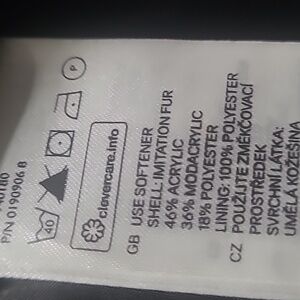 P/N 0190906 B
40
P
clevercare.info
GB USE SOFTENER
SHELL: IMITATION FUR
46% ACRYLIC
36% MODACRYLIC
18% POLYESTER
LINING: 100% POLYESTER
CZ POUŽIJTE ZMĚKČOVACÍ
PROSTŘEDEK
SVRCHNÍ LÁTKA:
UMĚLÁ KOŽEŠINA